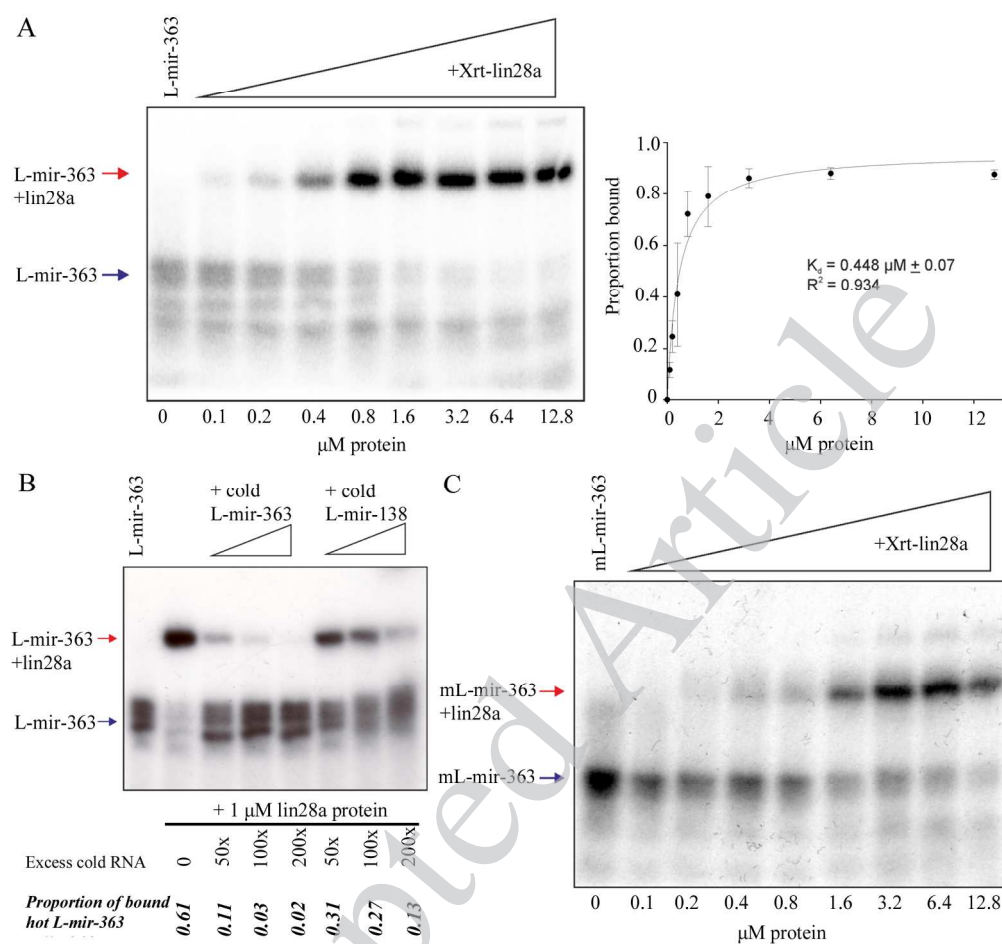 A
L-mir-363
+Xrt-lin28a
L-mir-363
+lin28a
L-mir-363
0 0.1 0.2 0.4 0.8 1.6 3.2 6.4 12.8
μM protein
Proportion bound
1.0
0.8
0.6
0.4
0.2
0
Kd = 0.448 μM ± 0.07
R² = 0.934
0 2 4 6 8 10 12
μM protein
B
L-mir-363
+ cold
L-mir-363
+ cold
L-mir-138
L-mir-363
+lin28a
L-mir-363
+ 1 μM lin28a protein
Excess cold RNA 0 50x 100x 200x 50x 100x 200x
Proportion of bound
hot L-mir-363 0.61 0.11 0.03 0.02 0.31 0.27 0.13
C
mL-mir-363
+Xrt-lin28a
mL-mir-363
+lin28a
mL-mir-363
0 0.1 0.2 0.4 0.8 1.6 3.2 6.4 12.8
μM protein
pted Article